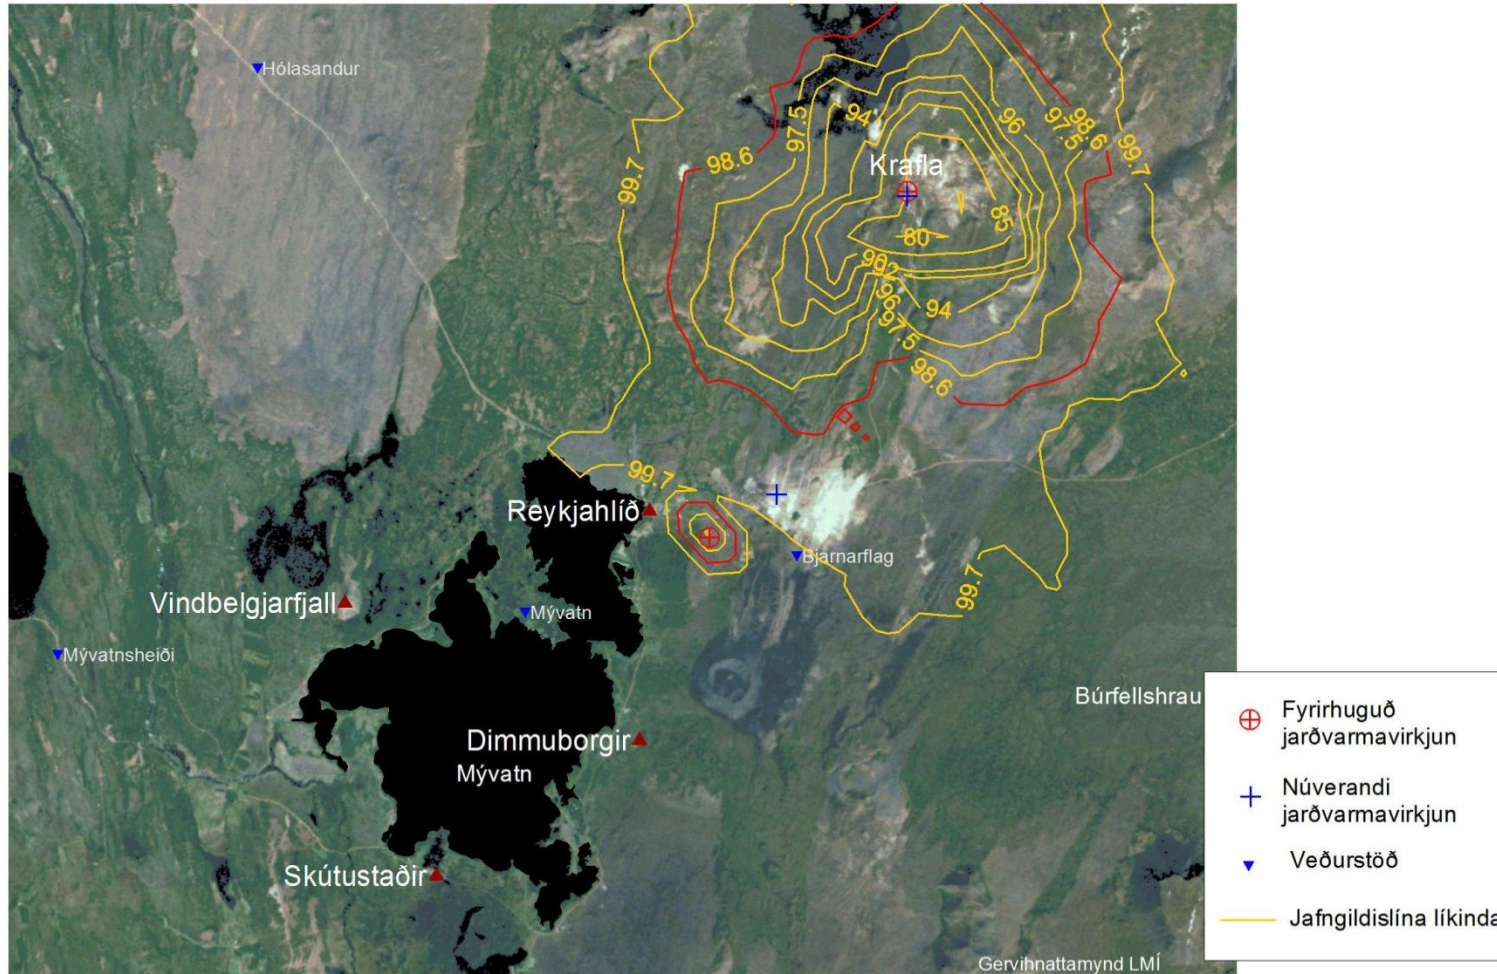 Hólasandur
97.5
94
96
97.5
98.6
99.7
98.6
99.7
Krafla
85
80
90
92
96
94
97.5
98.6
99.7
Reykjahlíð
Bjarnarflag
99.7
Vindbelgjarfjall
Mývatn
Mývatnsheiði
Búrfellshrau
Dimmuborgir
Mývatn
Skútustaðir
Gervihnattamynd LMÍ
Fyrirhuguð
jarðvarmavirkjun
Núverandi
jarðvarmavirkjun
Veðurstöð
Jafngildislína líkinda